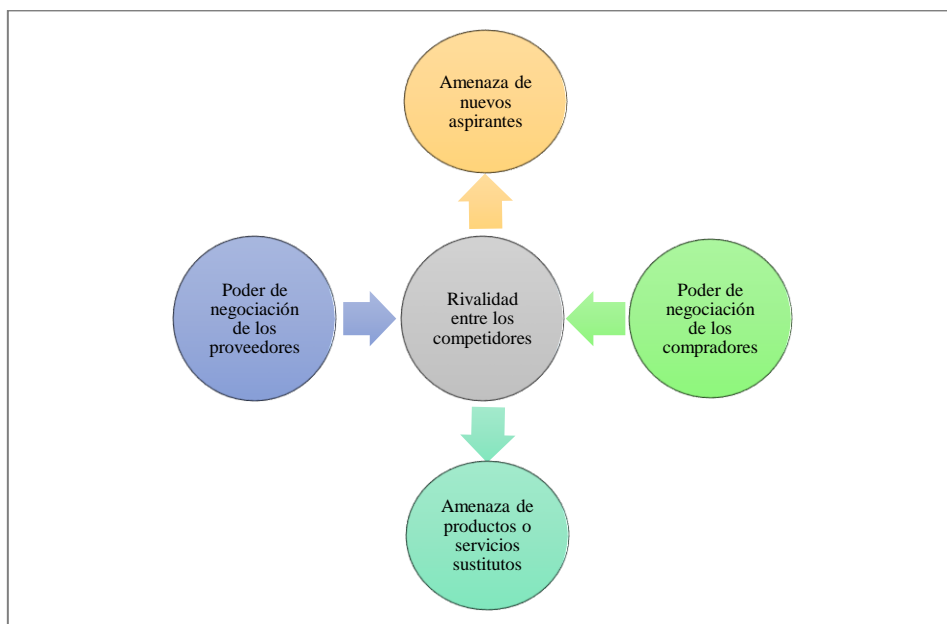 Amenaza de
nuevos
aspirantes
Poder de
negociación
de los
proveedores
Rivalidad
entre los
competidores
Poder de
negociación
de los
compradores
Amenaza de
productos o
servicios
sustitutos